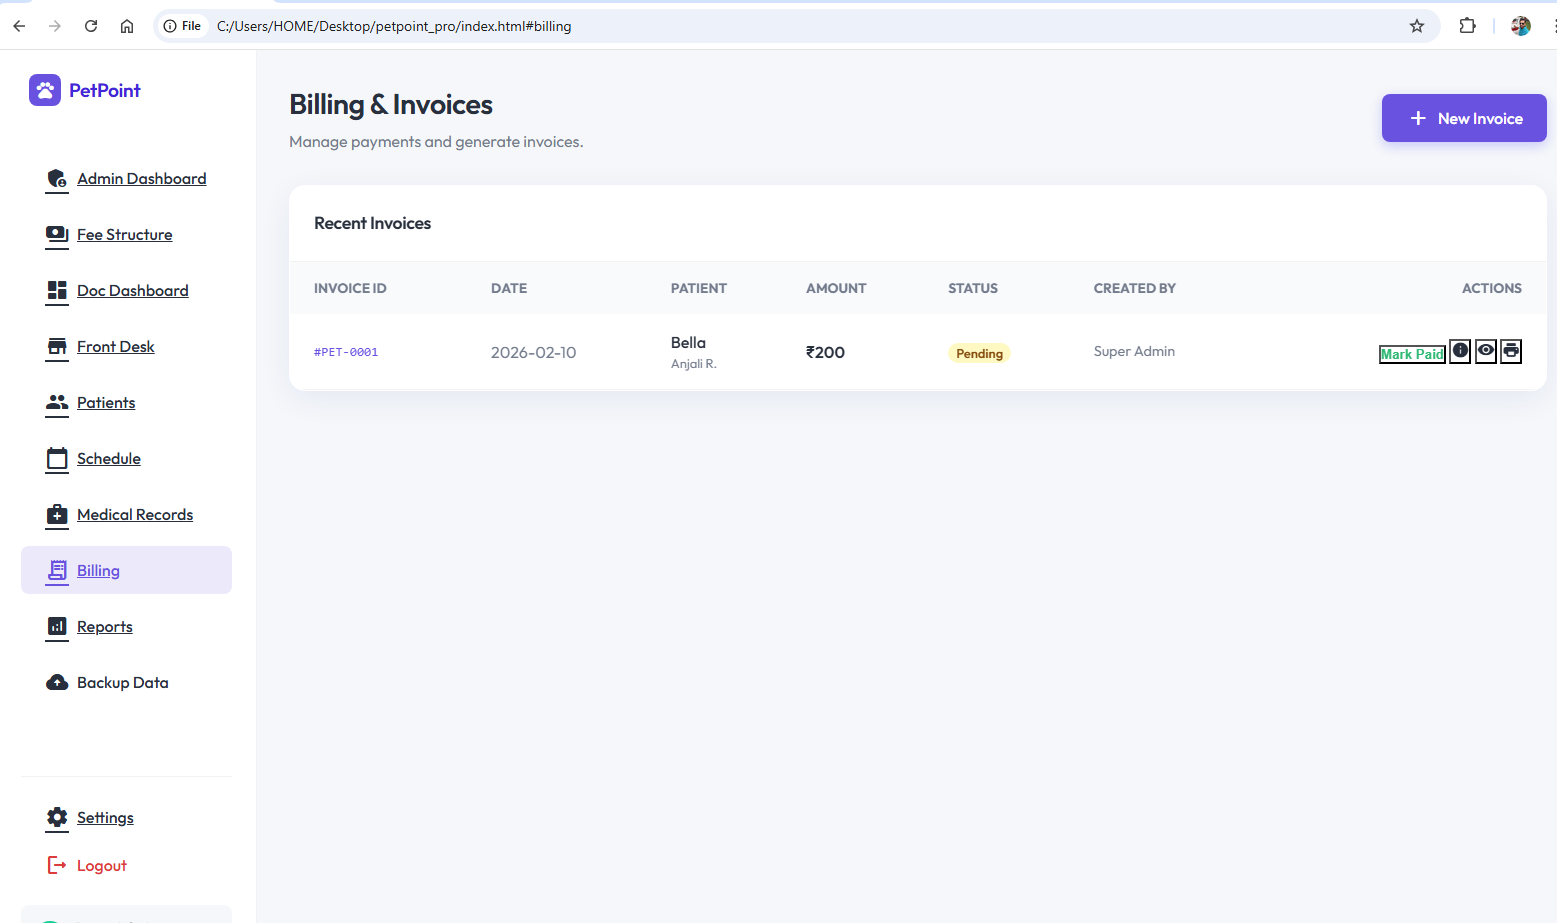 File C:/Users/HOME/Desktop/petpoint_pro/index.html#billing
PetPoint
Admin Dashboard
Fee Structure
Doc Dashboard
Front Desk
Patients
Schedule
Medical Records
Billing
Reports
Backup Data
Settings
Logout
Billing & Invoices
Manage payments and generate invoices.
New Invoice
Recent Invoices
INVOICE ID DATE PATIENT AMOUNT STATUS CREATED BY ACTIONS
#PET-0001 2026-02-10 Bella ₹200 Pending Super Admin Mark Paid
Anjali R.